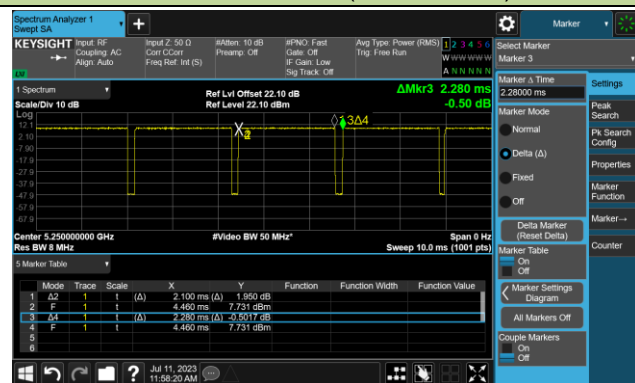 Spectrum Analyzer 1
Swept SA
Marker
KEYSIGHT
Input: RF
Coupling: AC
Align: Auto
Input Z: 50 Ω
Corr CCorr
Freq Ref: Int (S)
#Atten: 10 dB
Preamp: Off
#PNO: Fast
Gate: Off
IF Gain: Low
Sig Track: Off
Avg Type: Power (RMS)
Trig: Free Run
1 2 3 4 5 6
W W W W W W
A N N N N N
Select Marker
Marker 3
1 Spectrum
Scale/Div 10 dB
Ref Lvl Offset 22.10 dB
Ref Level 22.10 dBm
ΔMkr3 2.280 ms
-0.50 dB
Log
12.1
2.10
-7.90
-17.9
-27.9
-37.9
-47.9
-57.9
-67.9
3Δ4
Center 5.250000000 GHz
Res BW 8 MHz
#Video BW 50 MHz*
Span 0 Hz
Sweep 10.0 ms (1001 pts)
5 Marker Table
Mode Trace Scale X Y Function Function Width Function Value
1 Δ2 1 t (Δ) 2.100 ms (Δ) 1.950 dB
2 F 1 t 4.460 ms 7.731 dBm
3 Δ4 1 t (Δ) 2.280 ms (Δ) -0.5017 dB
4 F 1 t 4.460 ms 7.731 dBm
5
6
Marker Δ Time
2.28000 ms
Marker Mode
Normal
Delta (Δ)
Fixed
Off
Delta Marker
(Reset Delta)
Marker Table
On
Off
Marker Settings
Diagram
All Markers Off
Couple Markers
On
Off
Settings
Peak
Search
Pk Search
Config
Properties
Marker
Function
Marker→
Counter
?
Jul 11, 2023
11:58:20 AM